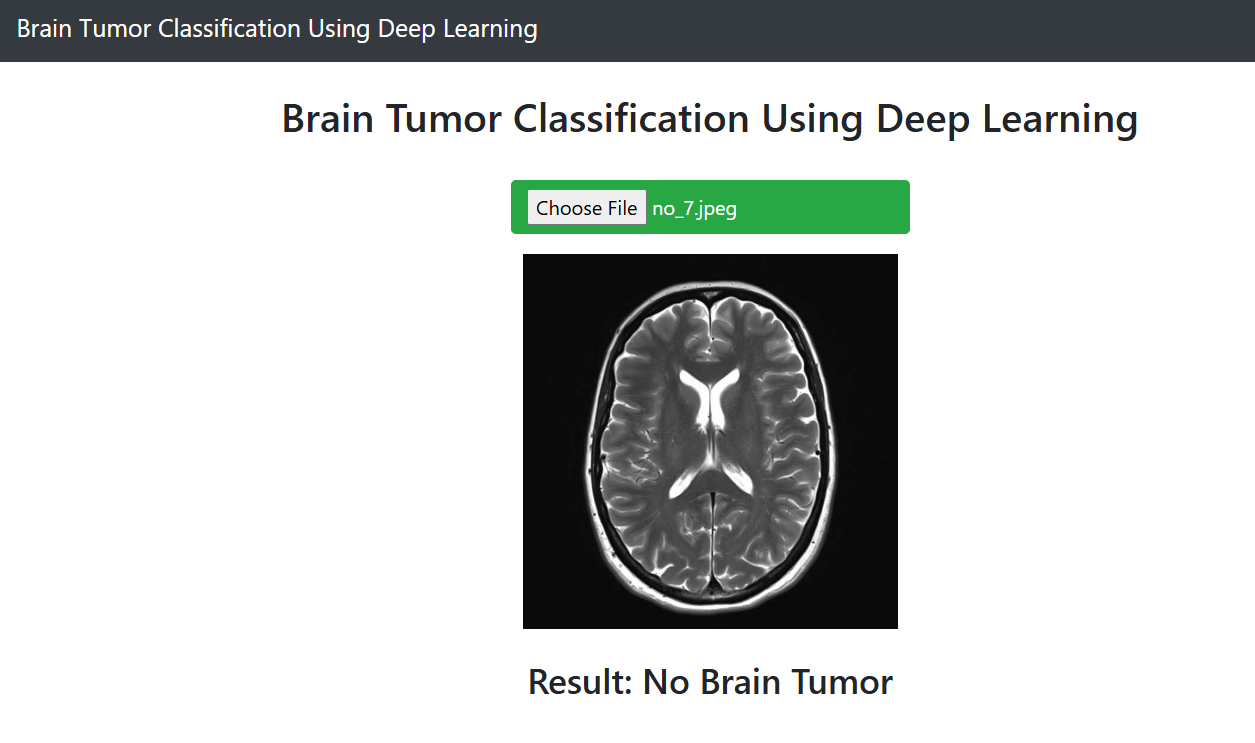 Brain Tumor Classification Using Deep Learning
Brain Tumor Classification Using Deep Learning
Choose File no_7.jpeg
Result: No Brain Tumor